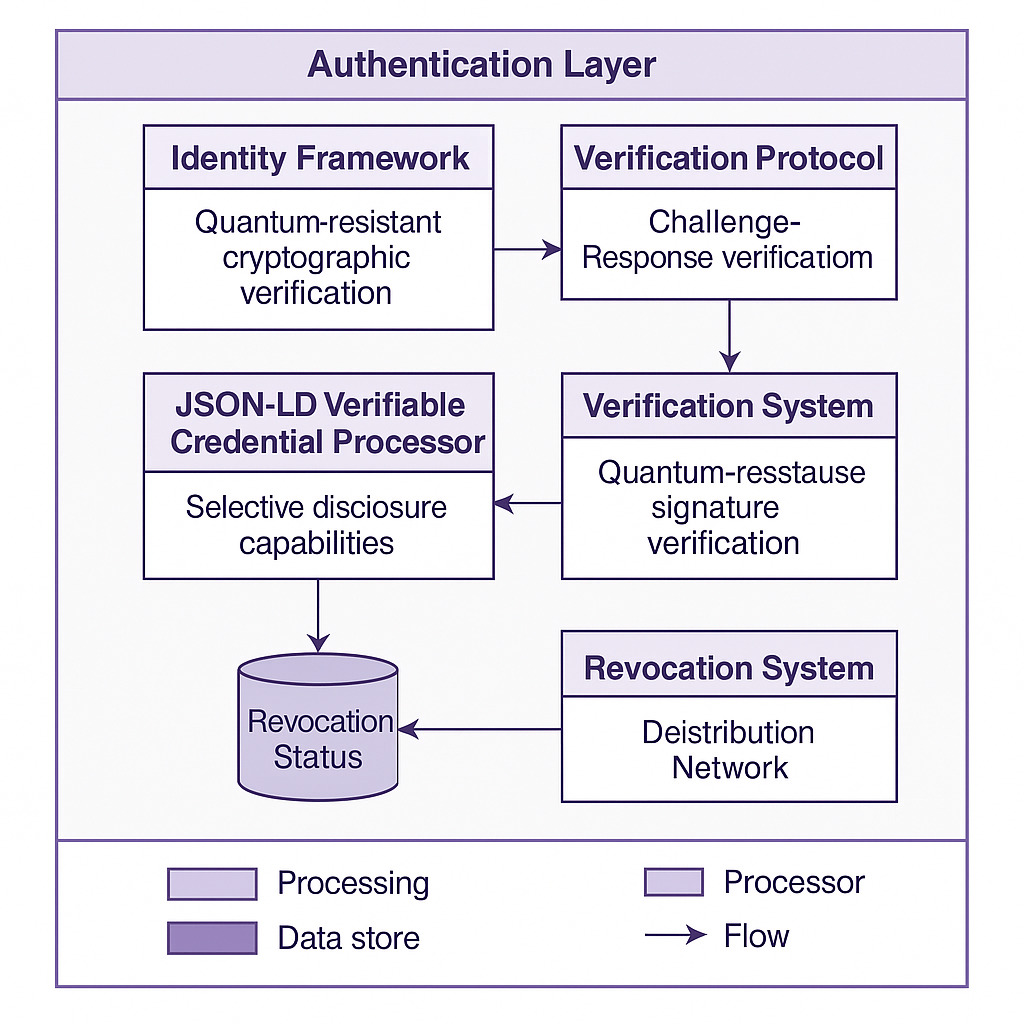 Authentication Layer
Identity Framework
Quantum-resistant
cryptographic
verification
Verification Protocol
Challenge-
Response verificatiom
JSON-LD Verifiable
Credential Processor
Selective disclosure
capabilities
Verification System
Quantum-resstause
signature
verification
Revocation
Status
Revocation System
Deistribution
Network
Processing
Processor
Data store
Flow